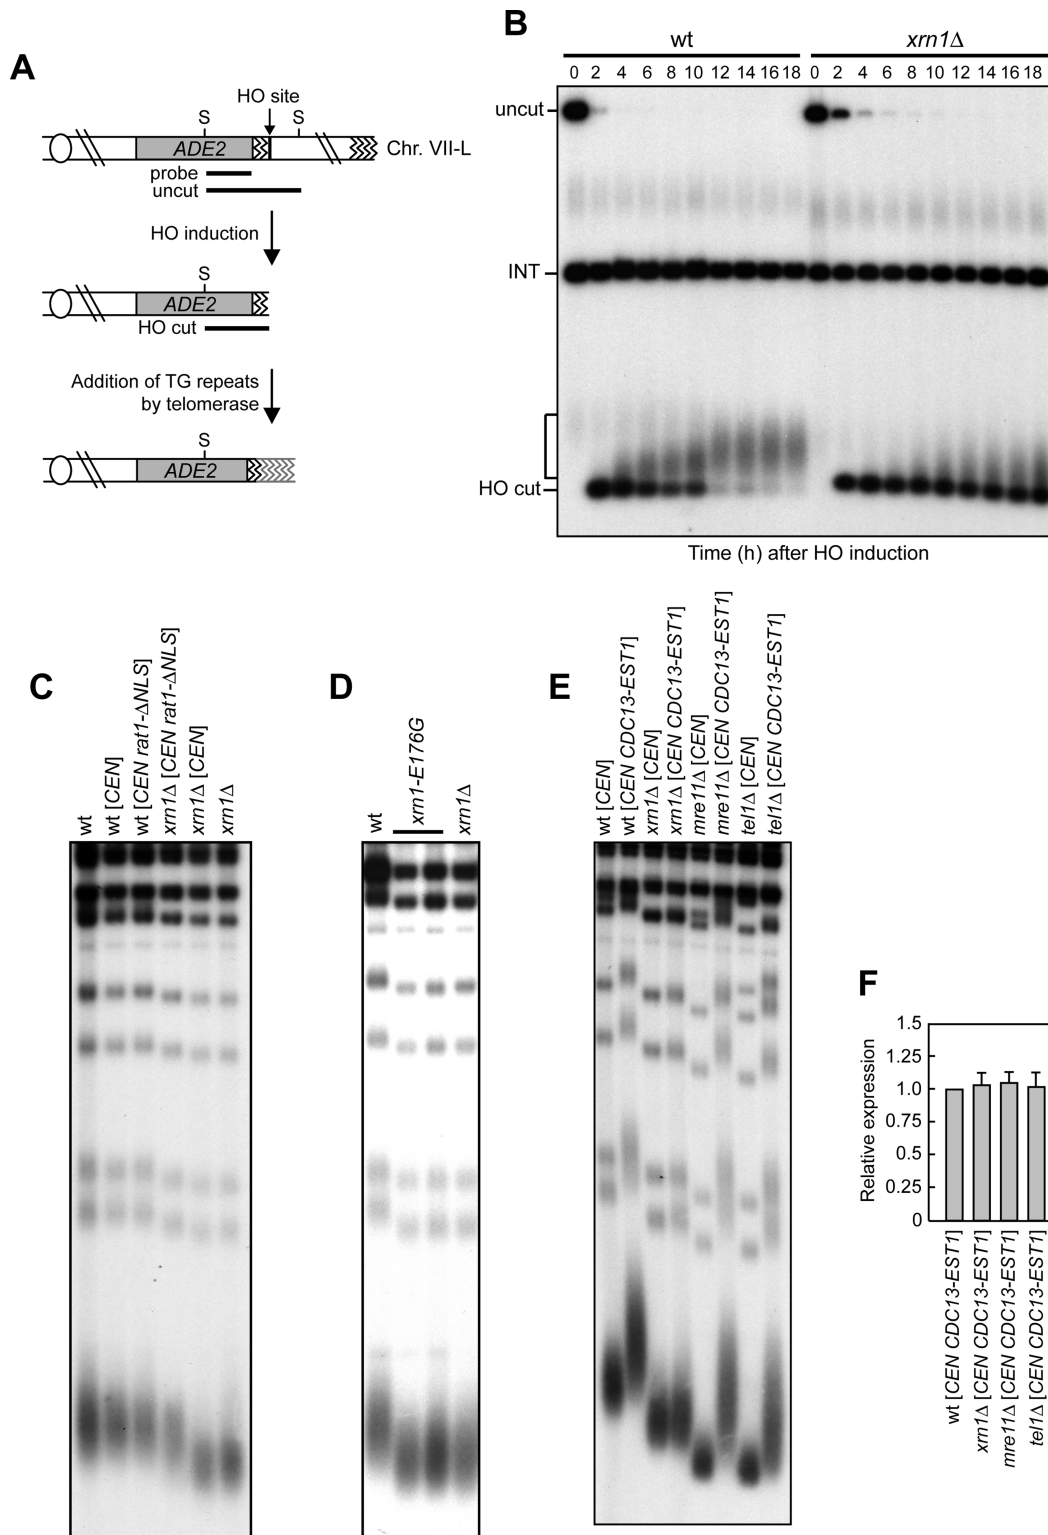 A
HO site
S
S
ADE2
Chr. VII-L
probe
uncut
HO induction
S
ADE2
HO cut
Addition of TG repeats
by telomerase
S
ADE2
B
wt
xrn1Δ
0 2 4 6 8 10 12 14 16 18
0 2 4 6 8 10 12 14 16 18
uncut
INT
HO cut
Time (h) after HO induction
C
wt
wt [CEN]
wt [CEN rat1-ΔNLS]
xrn1Δ [CEN rat1-ΔNLS]
xrn1Δ [CEN]
xrn1Δ
D
wt
xrn1-E176G
xrn1Δ
E
wt [CEN]
wt [CEN CDC13-EST1]
xrn1Δ [CEN]
xrn1Δ [CEN CDC13-EST1]
mre11Δ [CEN]
mre11Δ [CEN CDC13-EST1]
tel1Δ [CEN]
tel1Δ [CEN CDC13-EST1]
F
Relative expression
1.5
1.25
1.0
0.75
0.5
0.25
0
wt [CEN CDC13-EST1]
xrn1Δ [CEN CDC13-EST1]
mre11Δ [CEN CDC13-EST1]
tel1Δ [CEN CDC13-EST1]